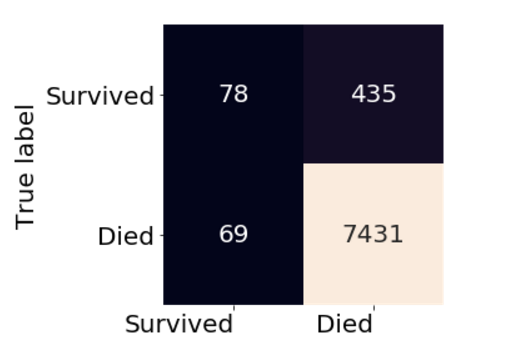 True label
Survived
78 435
Died
69 7431
Survived Died